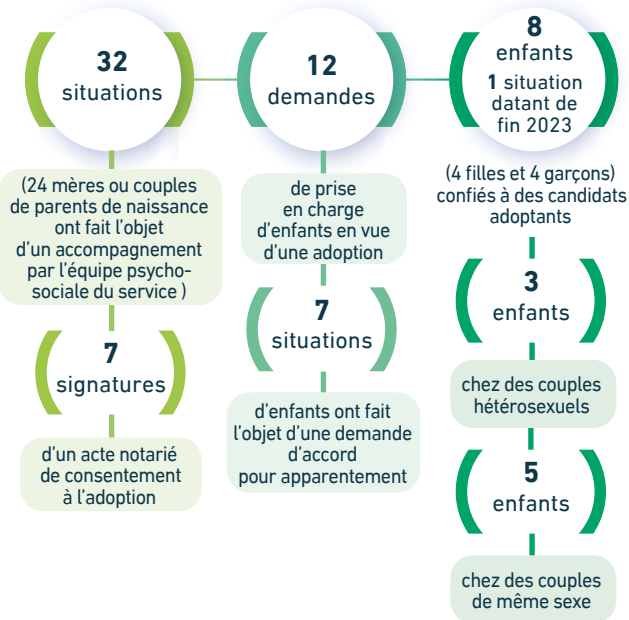 32
situations
(24 mères ou couples
de parents de naissance
ont fait l'objet
d'un accompagnement
par l'équipe psycho-
sociale du service )
7
signatures
d'un acte notarié
de consentement
à l'adoption
12
demandes
de prise
en charge
d'enfants en vue
d'une adoption
7
situations
d'enfants ont fait
l'objet d'une demande
d'accord
pour apparentement
8
enfants
1 situation
datant de
fin 2023
(4 filles et 4 garçons)
confiés à des candidats
adoptants
3
enfants
chez des couples
hétérosexuels
5
enfants
chez des couples
de même sexe